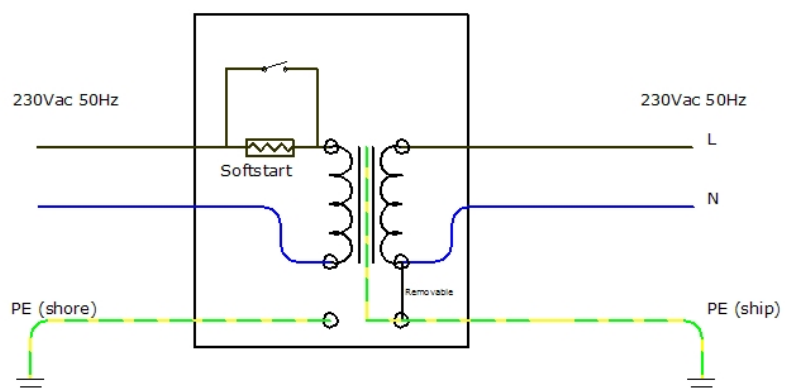 230Vac 50Hz
230Vac 50Hz
L
Softstart
N
Removable
PE (shore)
PE (ship)